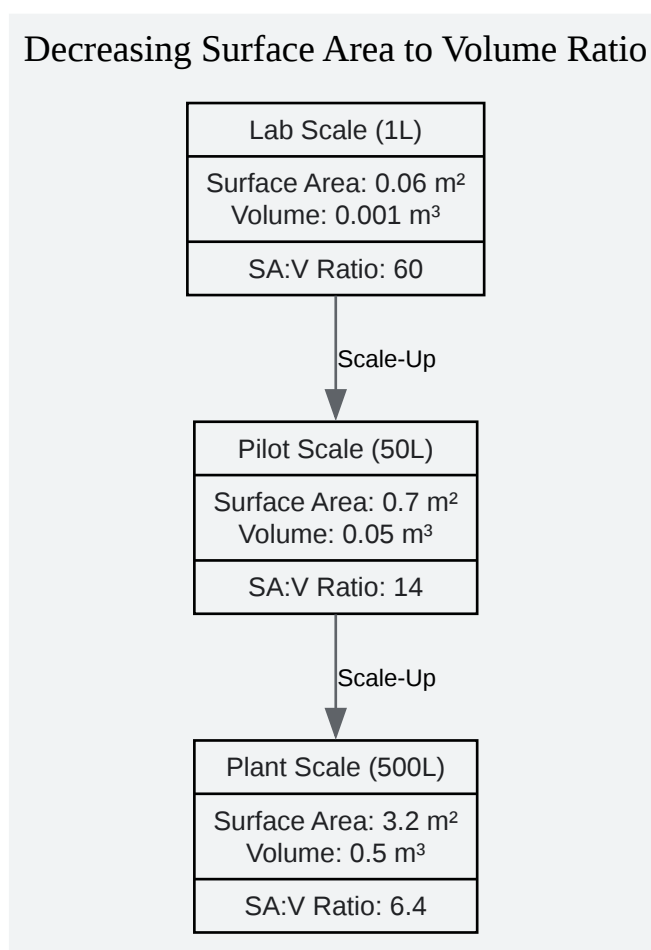 Decreasing Surface Area to Volume Ratio
Lab Scale (1L)
Surface Area: 0.06 m²
Volume: 0.001 m³
SA:V Ratio: 60
Scale-Up
Pilot Scale (50L)
Surface Area: 0.7 m²
Volume: 0.05 m³
SA:V Ratio: 14
Scale-Up
Plant Scale (500L)
Surface Area: 3.2 m²
Volume: 0.5 m³
SA:V Ratio: 6.4